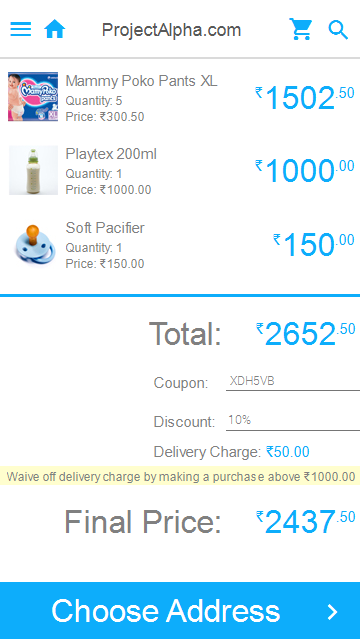 ProjectAlpha.com
Mammy Poko Pants XL
Quantity: 5
Price: ₹300.50
₹1502.50
Playtex 200ml
Quantity: 1
Price: ₹1000.00
₹1000.00
Soft Pacifier
Quantity: 1
Price: ₹150.00
₹150.00
Total: ₹2652.50
Coupon: XDH5VB
Discount: 10%
Delivery Charge: ₹50.00
Waive off delivery charge by making a purchase above ₹1000.00
Final Price: ₹2437.50
Choose Address